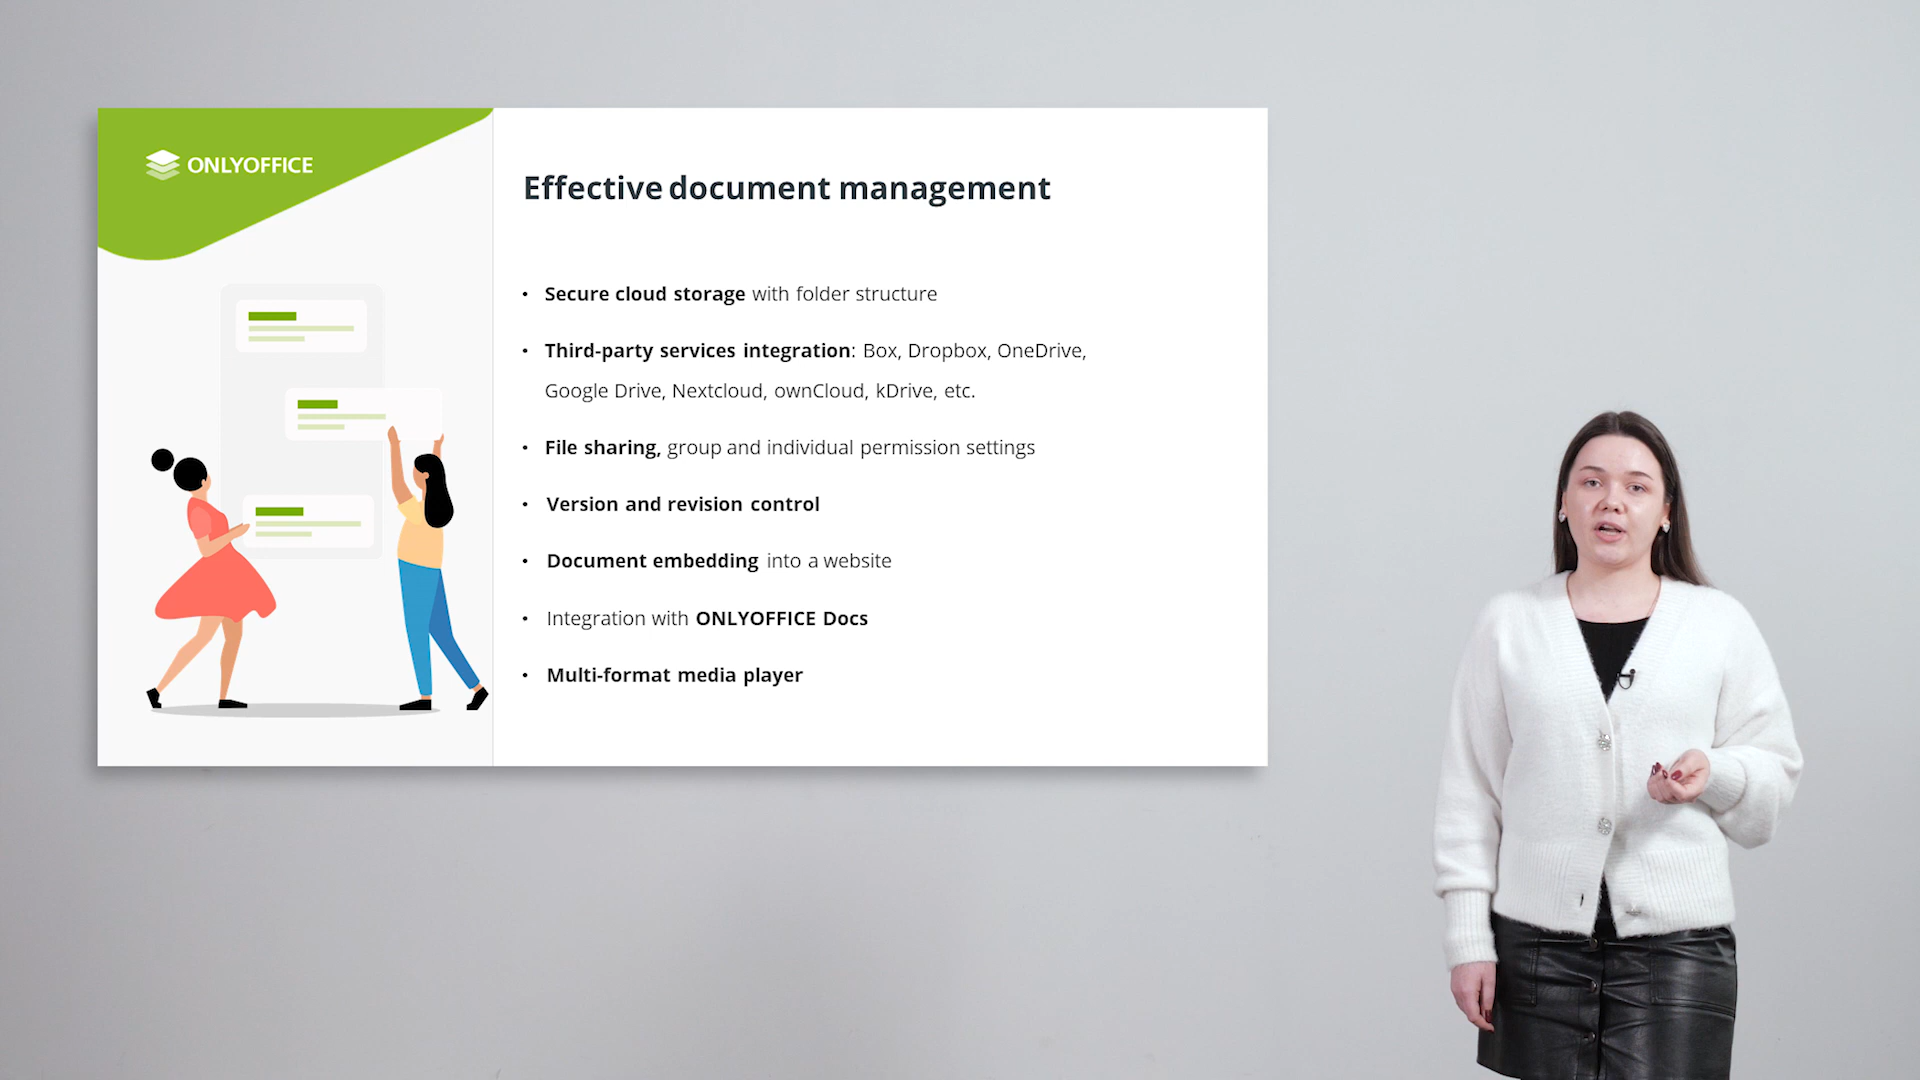 ONLYOFFICE
Effective document management
• Secure cloud storage with folder structure
• Third-party services integration: Box, Dropbox, OneDrive,
Google Drive, Nextcloud, ownCloud, kDrive, etc.
• File sharing, group and individual permission settings
• Version and revision control
• Document embedding into a website
• Integration with ONLYOFFICE Docs
• Multi-format media player